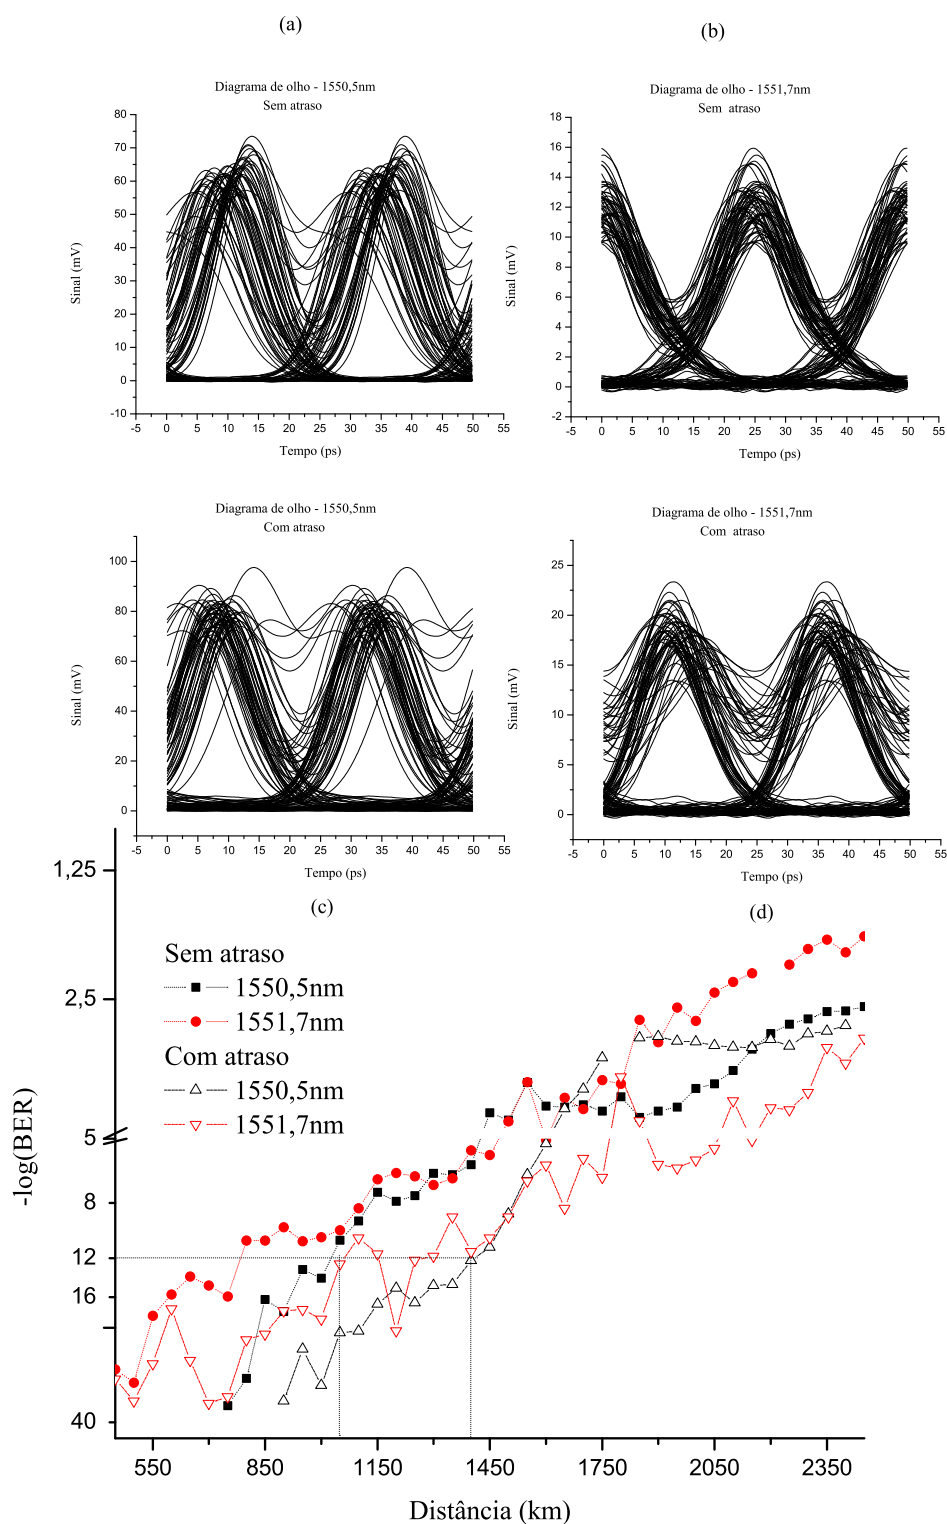 (a)
(b)
Diagrama de olho - 1550,5nm
Sem atraso
80
70
60
50
40
30
20
10
0
-10
Sinal (mV)
-5 0 5 10 15 20 25 30 35 40 45 50 55
Tempo (ps)
Diagrama de olho - 1551,7nm
Sem atraso
18
16
14
12
10
8
6
4
2
0
-2
Sinal (mV)
-5 0 5 10 15 20 25 30 35 40 45 50 55
Tempo (ps)
Diagrama de olho - 1550,5nm
Com atraso
100
80
60
40
20
0
Sinal (mV)
-5 0 5 10 15 20 25 30 35 40 45 50 55
Tempo (ps)
Diagrama de olho - 1551,7nm
Com atraso
25
20
15
10
5
0
Sinal (mV)
-5 0 5 10 15 20 25 30 35 40 45 50 55
Tempo (ps)
(c)
(d)
Sem atraso
1550,5nm
1551,7nm
Com atraso
1550,5nm
1551,7nm
1,25
2,5
5
8
12
16
40
-log(BER)
550 850 1150 1450 1750 2050 2350
Distância (km)